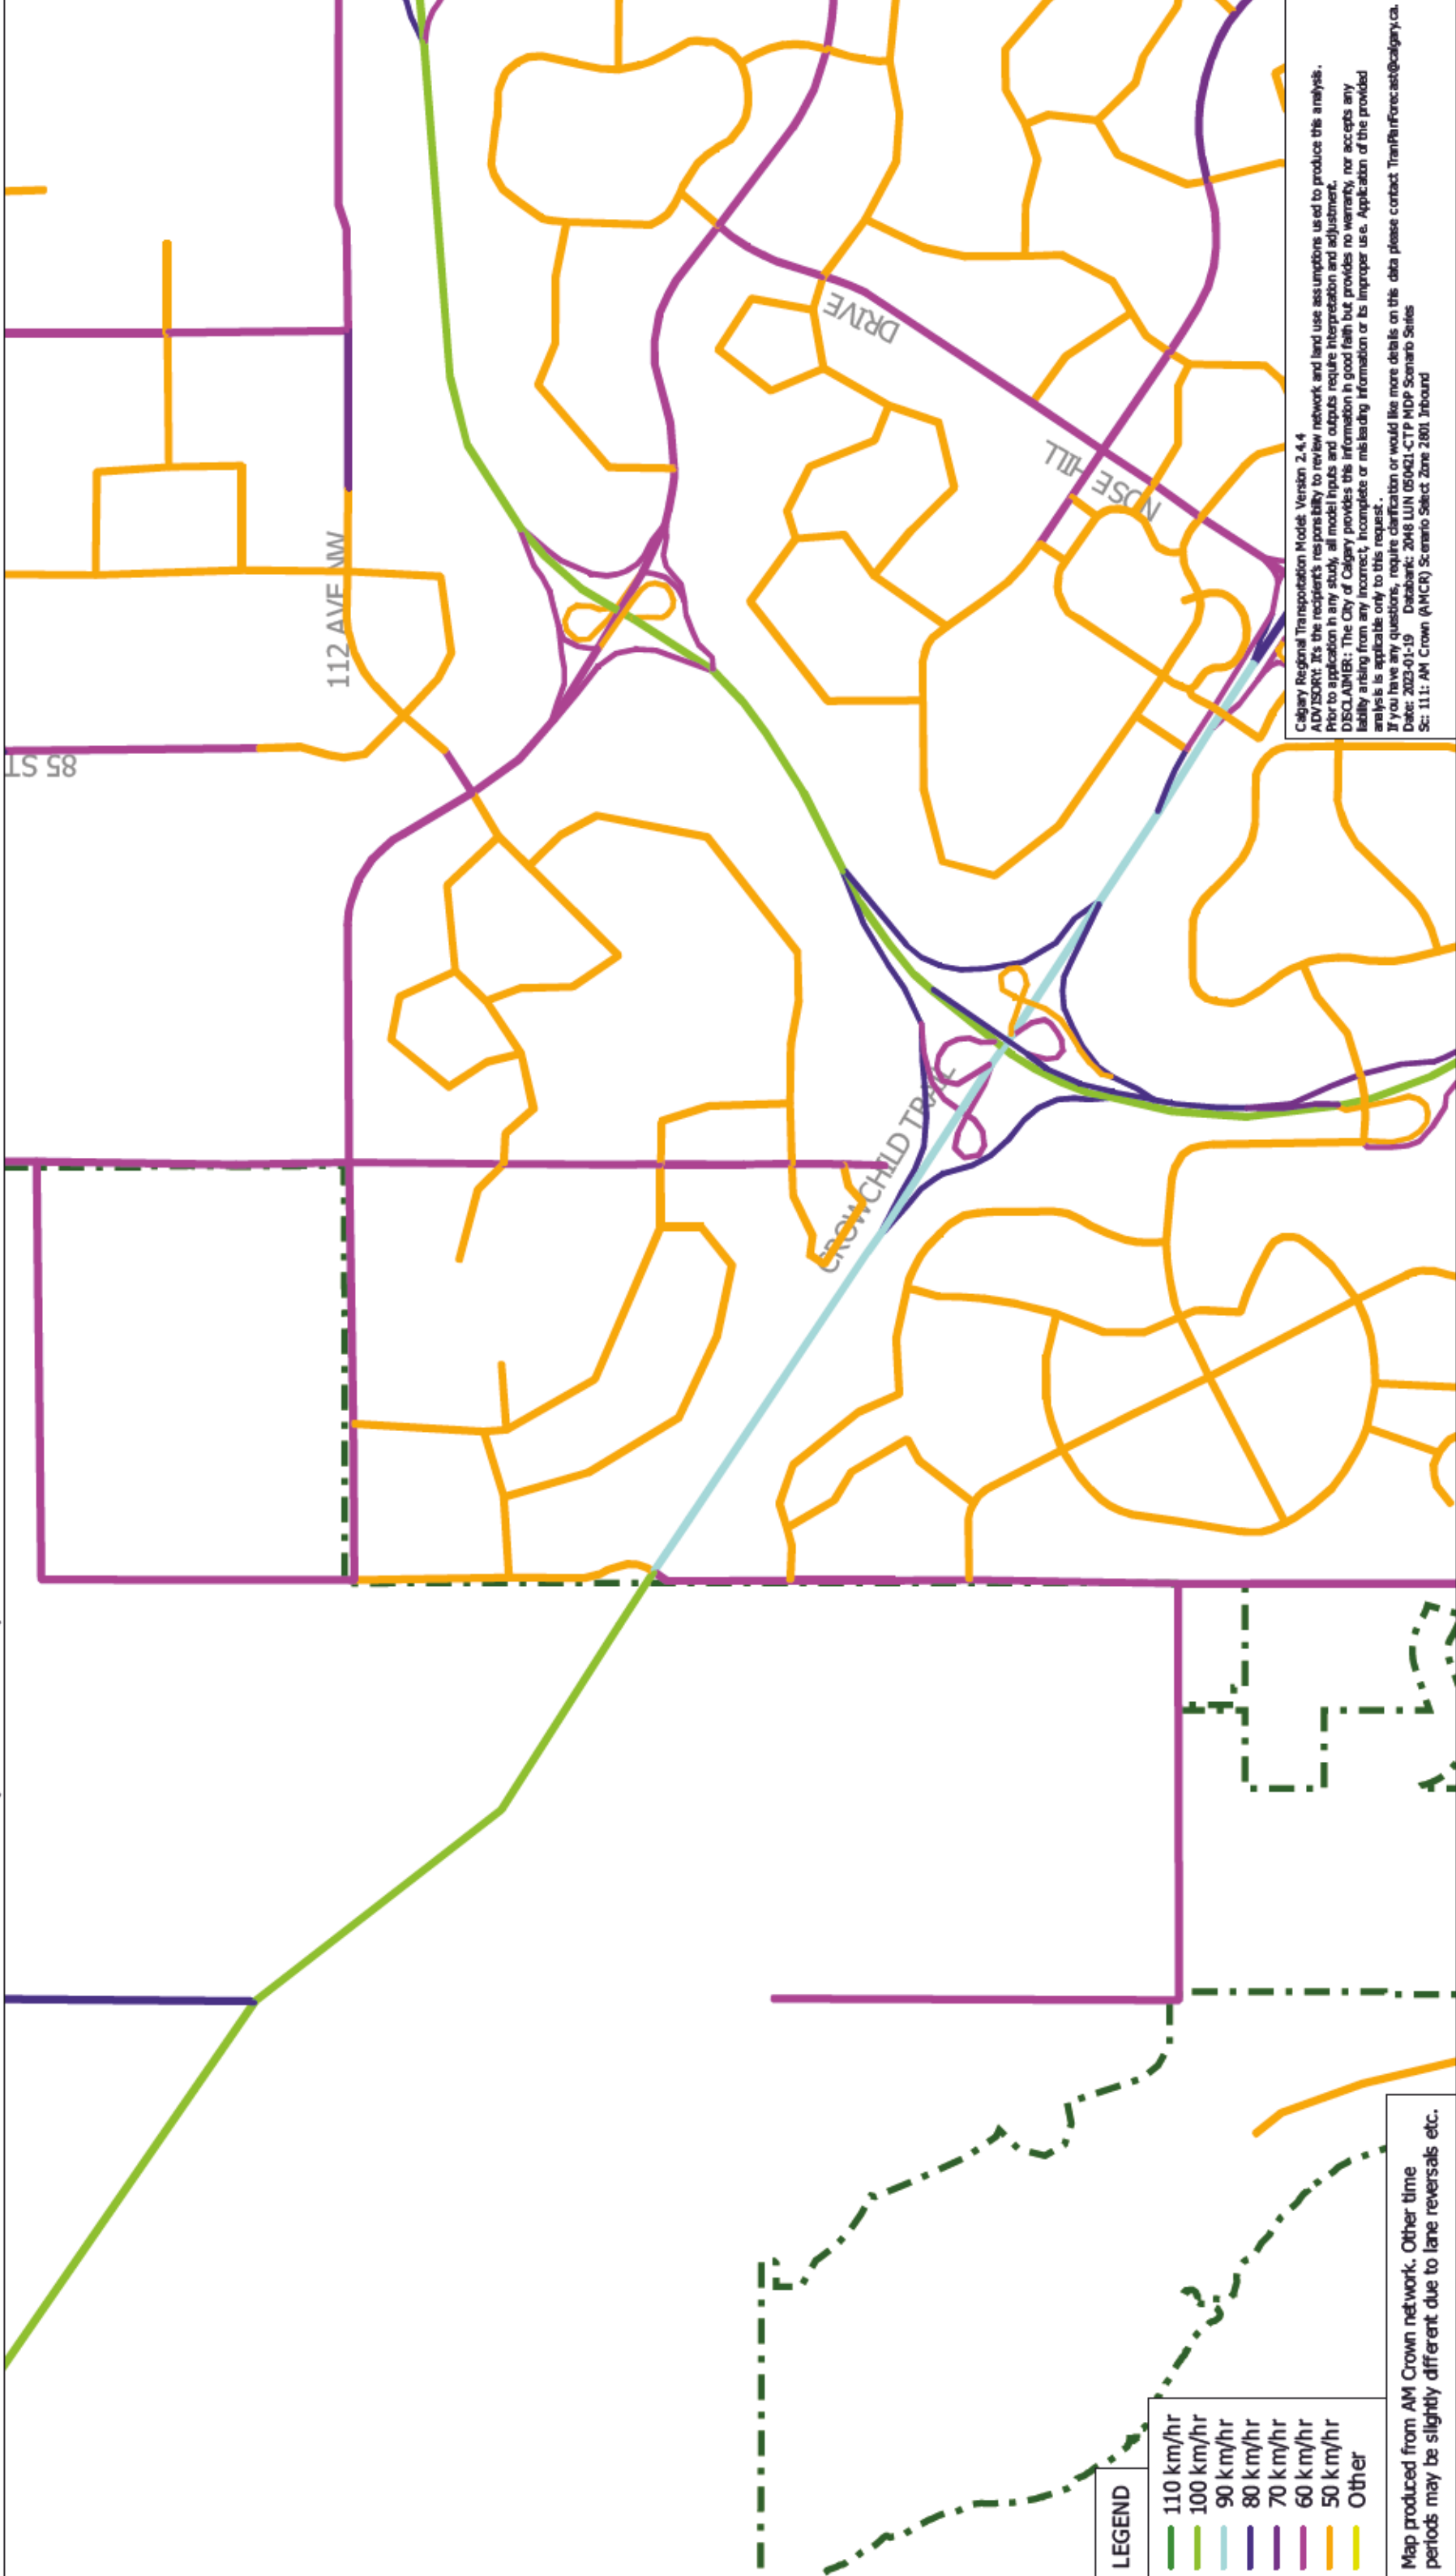 112 AVE NW
85 ST
DRIVE
NOSE HILL
CROWCHILD TRAIL
Calgary Regional Transportation Model: Version 2.4.4
ADVISORY: It's the recipient's responsibility to review network and land use assumptions used to produce this analysis.
Prior to application in any study, all model inputs and outputs require interpretation and adjustment.
DISCLAIMER: The City of Calgary provides this information in good faith but provides no warranty, nor accepts any
liability arising from any incorrect, incomplete or misleading information or its improper use. Application of the provided
analysis is applicable only to this request.
If you have any questions, require clarification or would like more details on this data please contact TranPlanForecast@calgary.ca.
Date: 2023-01-19 Databank: 2048 LUN 050421-CTP MDP Scenario Series
Sc: 111: AM Crown (AMCR) Scenario Select Zone 2801 Inbound
LEGEND
110 km/hr
100 km/hr
90 km/hr
80 km/hr
70 km/hr
60 km/hr
50 km/hr
Other
Map produced from AM Crown network. Other time
periods may be slightly different due to lane reversals etc.